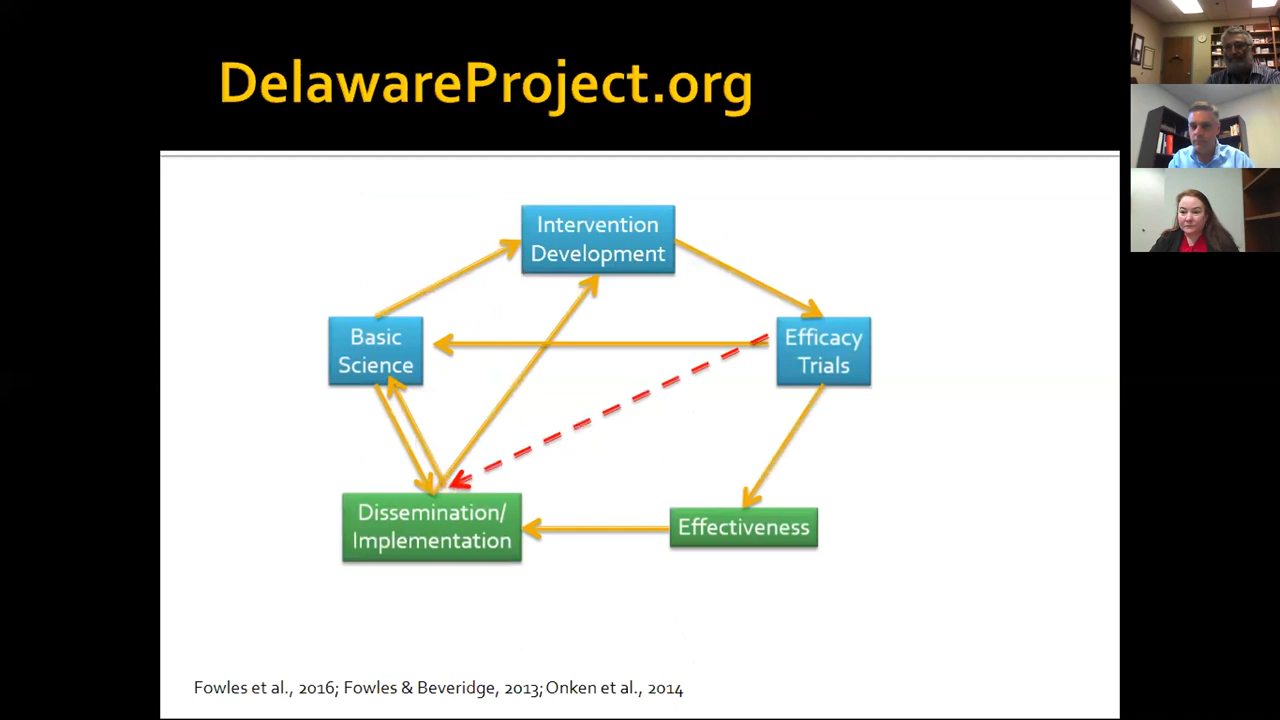 DelawareProject.org
Intervention
Development
Basic
Science
Efficacy
Trials
Dissemination/
Implementation
Effectiveness
Fowles et al., 2016; Fowles & Beveridge, 2013; Onken et al., 2014